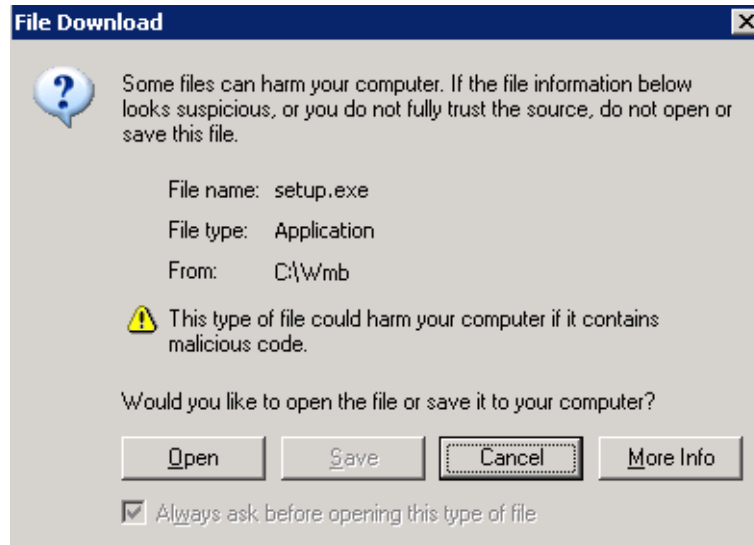 File Download
Some files can harm your computer. If the file information below
looks suspicious, or you do not fully trust the source, do not open or
save this file.
File name: setup.exe
File type: Application
From: C:\Wmb
This type of file could harm your computer if it contains
malicious code.
Would you like to open the file or save it to your computer?
Open Save Cancel More Info
Always ask before opening this type of file